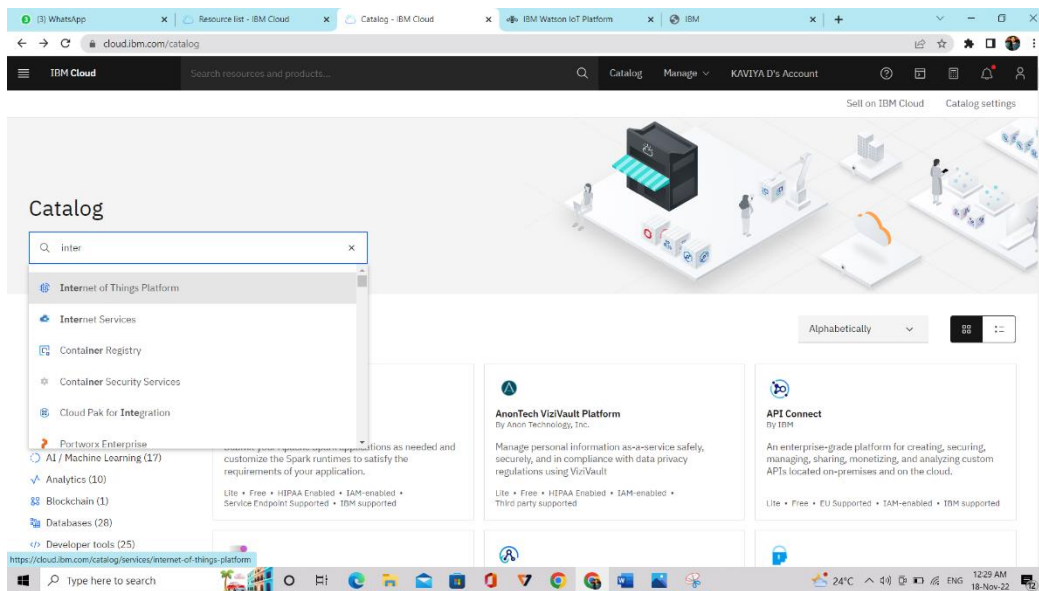 (3) WhatsApp
Resource list - IBM Cloud
Catalog - IBM Cloud
IBM Watson IoT Platform
IBM
cloud.ibm.com/catalog
IBM Cloud
Search resources and products...
Catalog
Manage
KAVIYA D's Account
Sell on IBM Cloud
Catalog settings
Catalog
inter
Internet of Things Platform
Internet Services
Container Registry
Container Security Services
Cloud Pak for Integration
Portworx Enterprise
AI / Machine Learning (17)
Analytics (10)
Blockchain (1)
Databases (28)
Developer tools (25)
Alphabetically
customize the Spark runtimes to satisfy the
requirements of your application.
Lite • Free • HIPAA Enabled • IAM-enabled •
Service Endpoint Supported • IBM supported
AnonTech ViziVault Platform
By Anon Technology, Inc.
Manage personal information as-a-service safely,
securely, and in compliance with data privacy
regulations using ViziVault
Lite • Free • HIPAA Enabled • IAM-enabled •
Third party supported
API Connect
By IBM
An enterprise-grade platform for creating, securing,
managing, sharing, monetizing, and analyzing custom
APIs located on-premises and on the cloud.
Lite • Free • EU Supported • IAM-enabled • IBM supported
https://cloud.ibm.com/catalog/services/internet-of-things-platform
Type here to search
24°C
ENG
12:29 AM
18-Nov-22
12